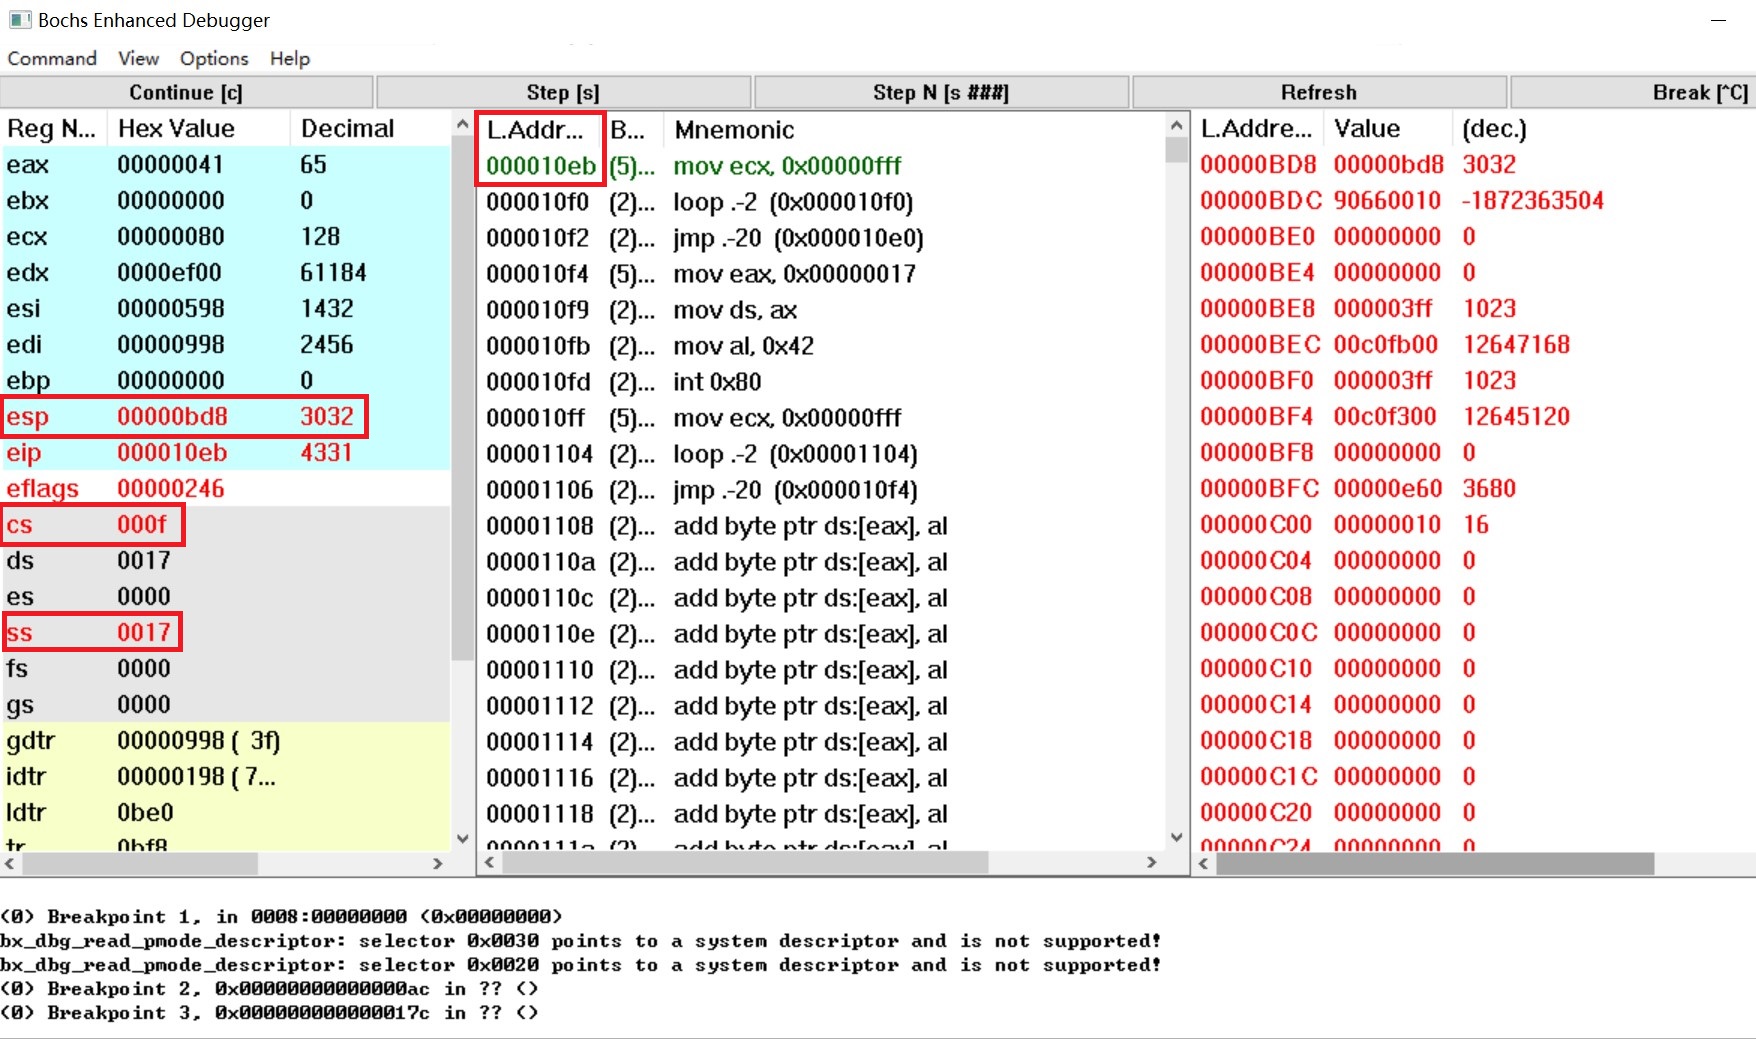 Bochs Enhanced Debugger
Command View Options Help
Continue [c] Step [s] Step N [s ###] Refresh Break [^C]
Reg N... Hex Value Decimal
eax 00000041 65
ebx 00000000 0
ecx 00000080 128
edx 0000ef00 61184
esi 00000598 1432
edi 00000998 2456
ebp 00000000 0
esp 00000bd8 3032
eip 000010eb 4331
eflags 00000246
cs 000f
ds 0017
es 0000
ss 0017
fs 0000
gs 0000
gdtr 00000998 ( 3f)
idtr 00000198 ( 7...
ldtr 0be0
tr 0bf8
L.Addr... B... Mnemonic
000010eb (5)... mov ecx, 0x00000fff
000010f0 (2)... loop .-2 (0x000010f0)
000010f2 (2)... jmp .-20 (0x000010e0)
000010f4 (5)... mov eax, 0x00000017
000010f9 (2)... mov ds, ax
000010fb (2)... mov al, 0x42
000010fd (2)... int 0x80
000010ff (5)... mov ecx, 0x00000fff
00001104 (2)... loop .-2 (0x00001104)
00001106 (2)... jmp .-20 (0x000010f4)
00001108 (2)... add byte ptr ds:[eax], al
0000110a (2)... add byte ptr ds:[eax], al
0000110c (2)... add byte ptr ds:[eax], al
0000110e (2)... add byte ptr ds:[eax], al
00001110 (2)... add byte ptr ds:[eax], al
00001112 (2)... add byte ptr ds:[eax], al
00001114 (2)... add byte ptr ds:[eax], al
00001116 (2)... add byte ptr ds:[eax], al
00001118 (2)... add byte ptr ds:[eax], al
0000111a (2)... add byte ptr ds:[eax], al
L.Addre... Value (dec.)
00000BD8 00000bd8 3032
00000BDC 90660010 -1872363504
00000BE0 00000000 0
00000BE4 00000000 0
00000BE8 000003ff 1023
00000BEC 00c0fb00 12647168
00000BF0 000003ff 1023
00000BF4 00c0f300 12645120
00000BF8 00000000 0
00000BFC 00000e60 3680
00000C00 00000010 16
00000C04 00000000 0
00000C08 00000000 0
00000C0C 00000000 0
00000C10 00000000 0
00000C14 00000000 0
00000C18 00000000 0
00000C1C 00000000 0
00000C20 00000000 0
00000C24 00000000 0
(0) Breakpoint 1, in 0008:00000000 (0x00000000)
bx_dbg_read_pmode_descriptor: selector 0x0030 points to a system descriptor and is not supported!
bx_dbg_read_pmode_descriptor: selector 0x0020 points to a system descriptor and is not supported!
(0) Breakpoint 2, 0x00000000000000ac in ?? ()
(0) Breakpoint 3, 0x000000000000017c in ?? ()